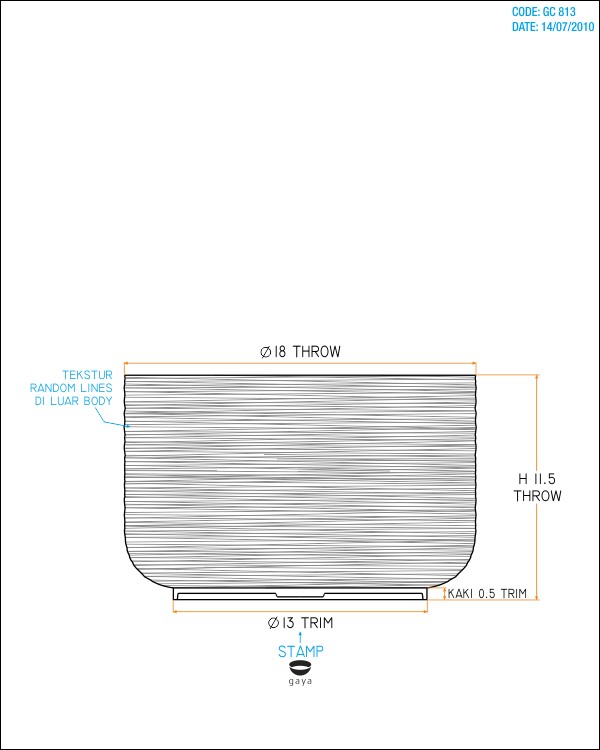 CODE: GC 813
DATE: 14/07/2010
Ø18 THROW
TEKSTUR
RANDOM LINES
DI LUAR BODY
H 11.5
THROW
KAKI 0.5 TRIM
Ø13 TRIM
STAMP
gaya